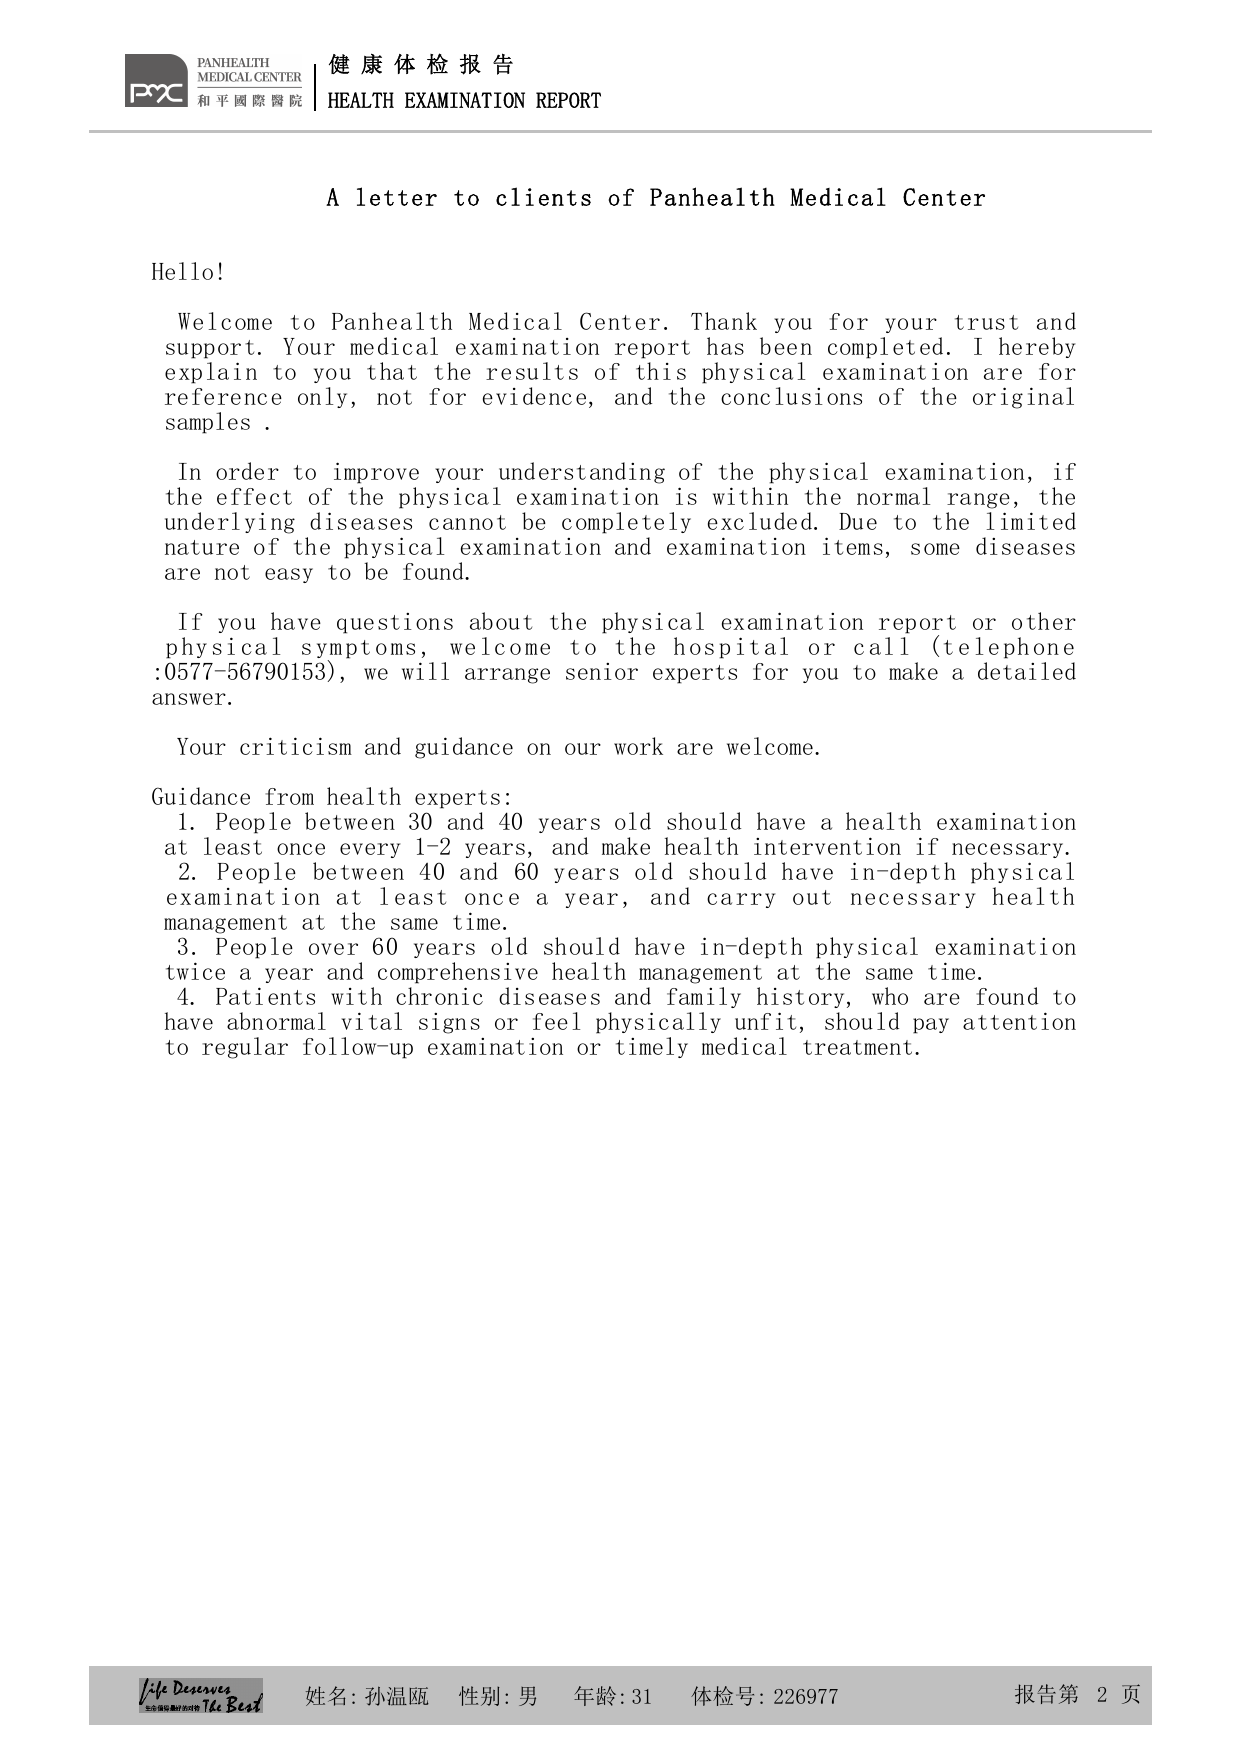 PANHEALTH
MEDICAL CENTER
和平國際醫院
PMC
健康体检报告
HEALTH EXAMINATION REPORT
A letter to clients of Panhealth Medical Center
Hello!
Welcome to Panhealth Medical Center. Thank you for your trust and
support. Your medical examination report has been completed. I hereby
explain to you that the results of this physical examination are for
reference only, not for evidence, and the conclusions of the original
samples .
In order to improve your understanding of the physical examination, if
the effect of the physical examination is within the normal range, the
underlying diseases cannot be completely excluded. Due to the limited
nature of the physical examination and examination items, some diseases
are not easy to be found.
If you have questions about the physical examination report or other
physical symptoms, welcome to the hospital or call (telephone
:0577-56790153), we will arrange senior experts for you to make a detailed
answer.
Your criticism and guidance on our work are welcome.
Guidance from health experts:
1. People between 30 and 40 years old should have a health examination
at least once every 1-2 years, and make health intervention if necessary.
2. People between 40 and 60 years old should have in-depth physical
examination at least once a year, and carry out necessary health
management at the same time.
3. People over 60 years old should have in-depth physical examination
twice a year and comprehensive health management at the same time.
4. Patients with chronic diseases and family history, who are found to
have abnormal vital signs or feel physically unfit, should pay attention
to regular follow-up examination or timely medical treatment.
Life Deserves
生命值得最好的对待 The Best
姓名: 孙温瓯 性别: 男 年龄: 31 体检号: 226977 报告第 2 页